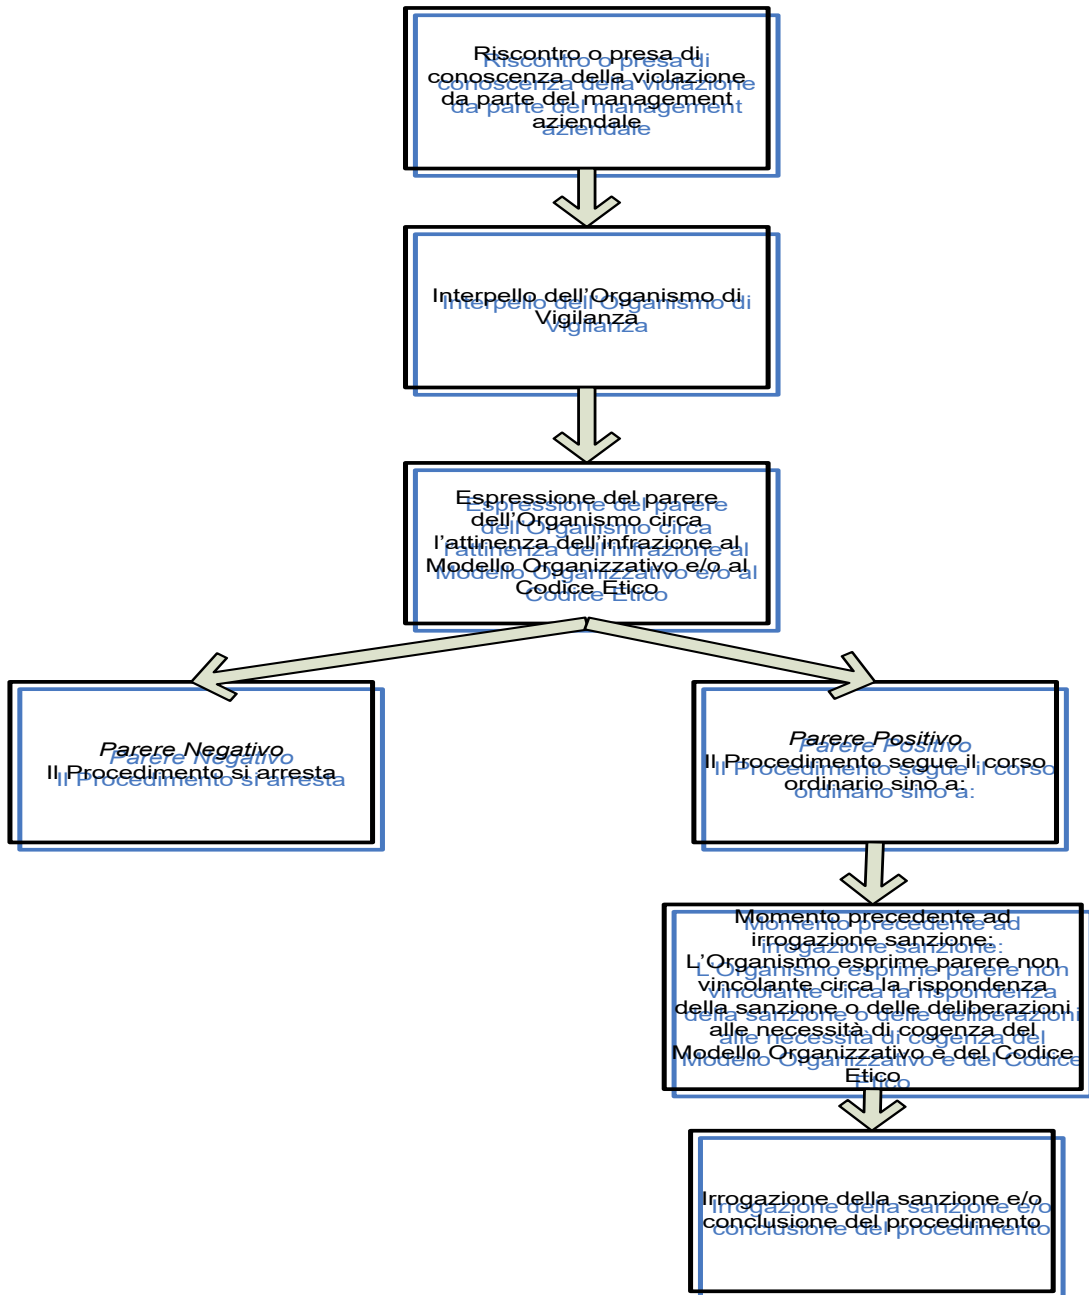 Riscontro o presa di
conoscenza della violazione
da parte del management
aziendale
Interpello dell'Organismo di
Vigilanza
Espressione del parere
dell'Organismo circa
l'attinenza dell'infrazione al
Modello Organizzativo e/o al
Codice Etico
Parere Negativo
Il Procedimento si arresta
Parere Positivo
Il Procedimento segue il corso
ordinario sino a:
Momento precedente ad
irrogazione sanzione:
L'Organismo esprime parere non
vincolante circa la rispondenza
della sanzione o delle deliberazioni
alle necessità di cogenza del
Modello Organizzativo e del Codice
Etico
Irrogazione della sanzione e/o
conclusione del procedimento